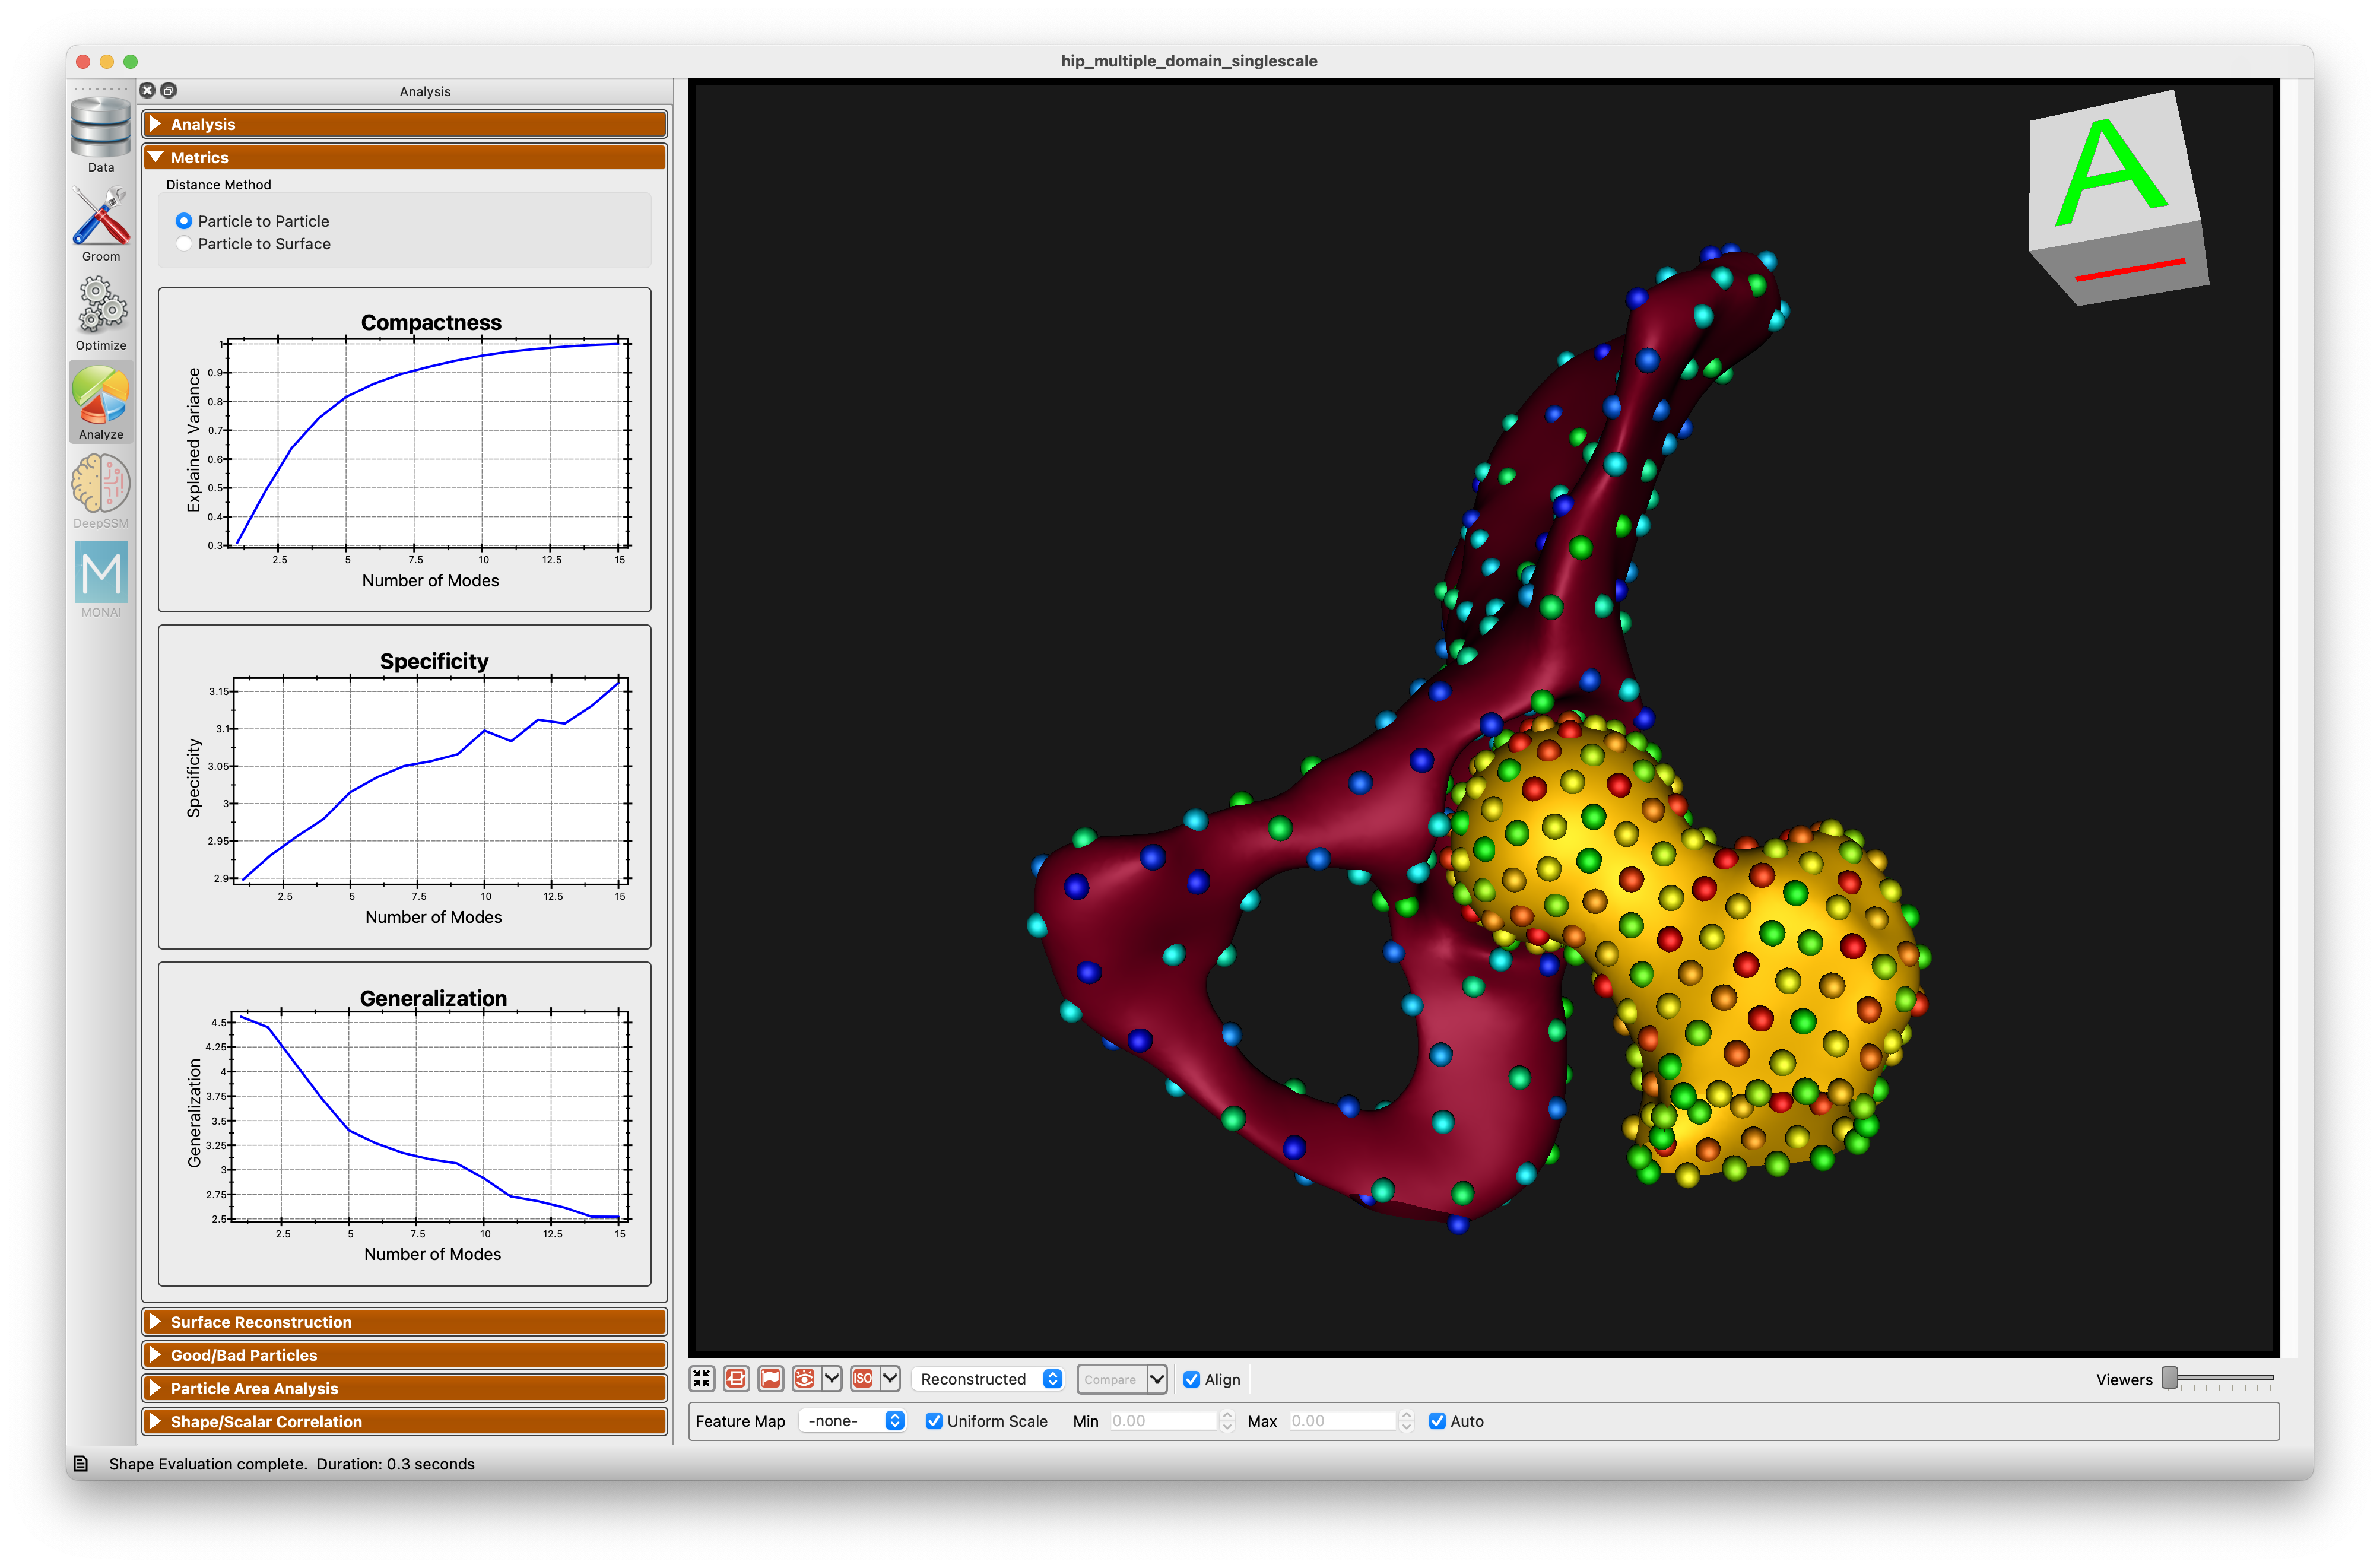 hip_multiple_domain_singlescale
Data
Groom
Optimize
Analyze
DeepSSM
M
MONAI
Analysis
Analysis
Metrics
Distance Method
Particle to Particle
Particle to Surface
Compactness
Explained Variance
1
0.9
0.8
0.7
0.6
0.5
0.4
0.3
2.5 5 7.5 10 12.5 15
Number of Modes
Specificity
Specificity
3.15
3.1
3.05
3
2.95
2.9
2.5 5 7.5 10 12.5 15
Number of Modes
Generalization
Generalization
4.5
4.25
4
3.75
3.5
3.25
3
2.75
2.5
2.5 5 7.5 10 12.5 15
Number of Modes
Surface Reconstruction
Good/Bad Particles
Particle Area Analysis
Shape/Scalar Correlation
A
I
ISO Reconstructed Compare Align Viewers
Feature Map -none- Uniform Scale Min 0.00 Max 0.00 Auto
Shape Evaluation complete. Duration: 0.3 seconds